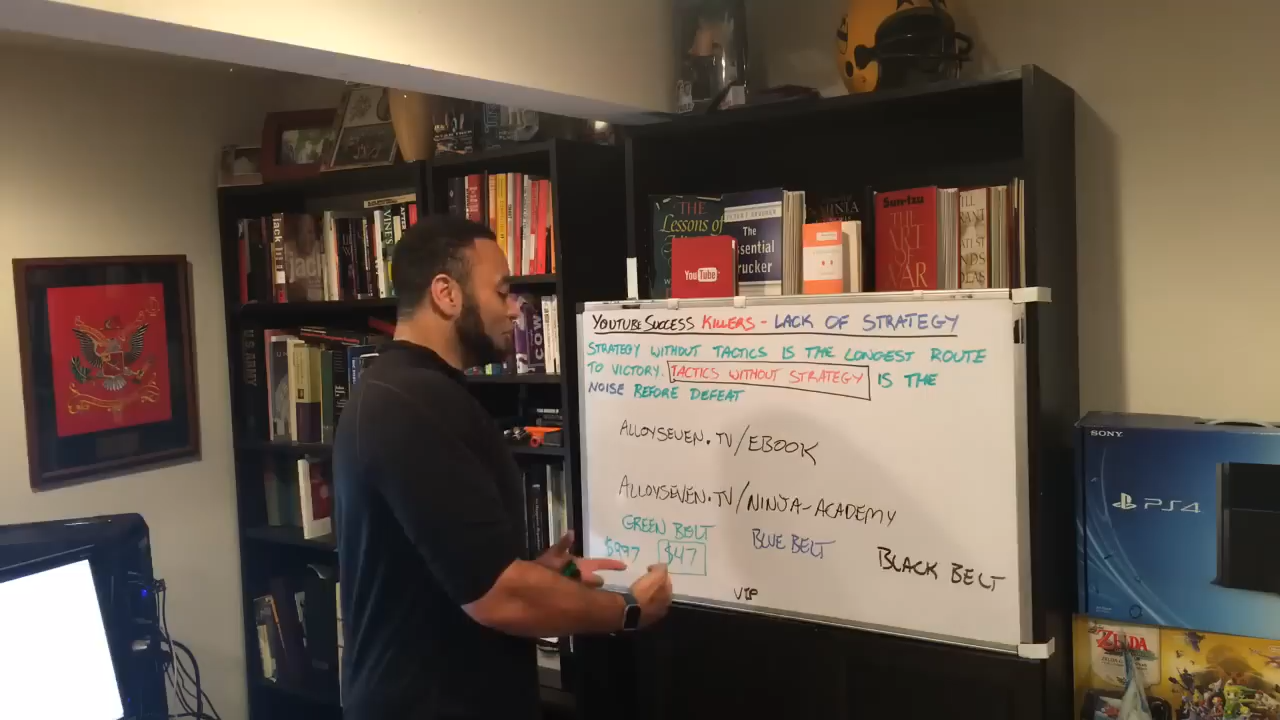 YOUTUBE SUCCESS KILLERS - LACK OF STRATEGY
STRATEGY WITHOUT TACTICS IS THE LONGEST ROUTE
TO VICTORY. TACTICS WITHOUT STRATEGY IS THE
NOISE BEFORE DEFEAT
ALLOYSEVEN.TV/EBOOK
ALLOYSEVEN.TV/NINJA-ACADEMY
GREEN BELT
BLUE BELT
BLACK BELT
$997
$47
VIP
THE
Lessons of
YouTube
The
Essential
Drucker
Sun-tzu
THE
ART
OF
WAR
SONY
PS4
ZELDA